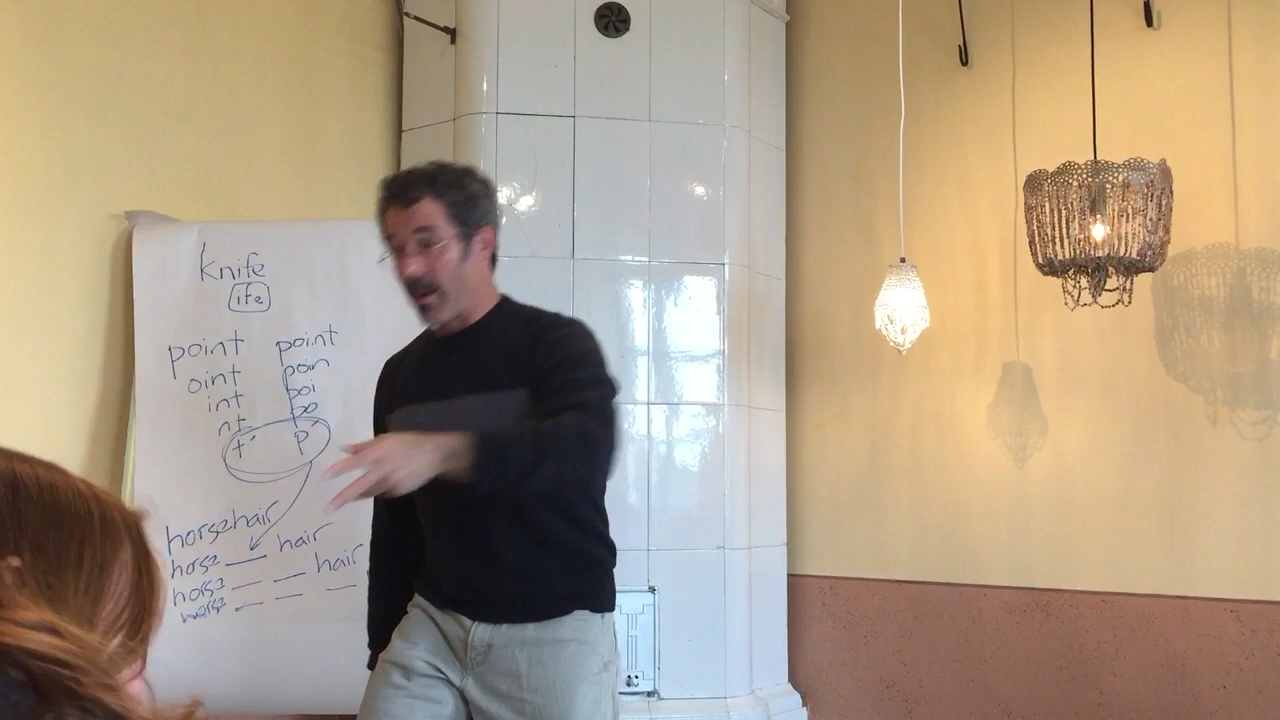 knife
ife
point point
oint poin
int poi
nt po
t' p'
horsehair
horse — hair
horse — — hair
horse — — —